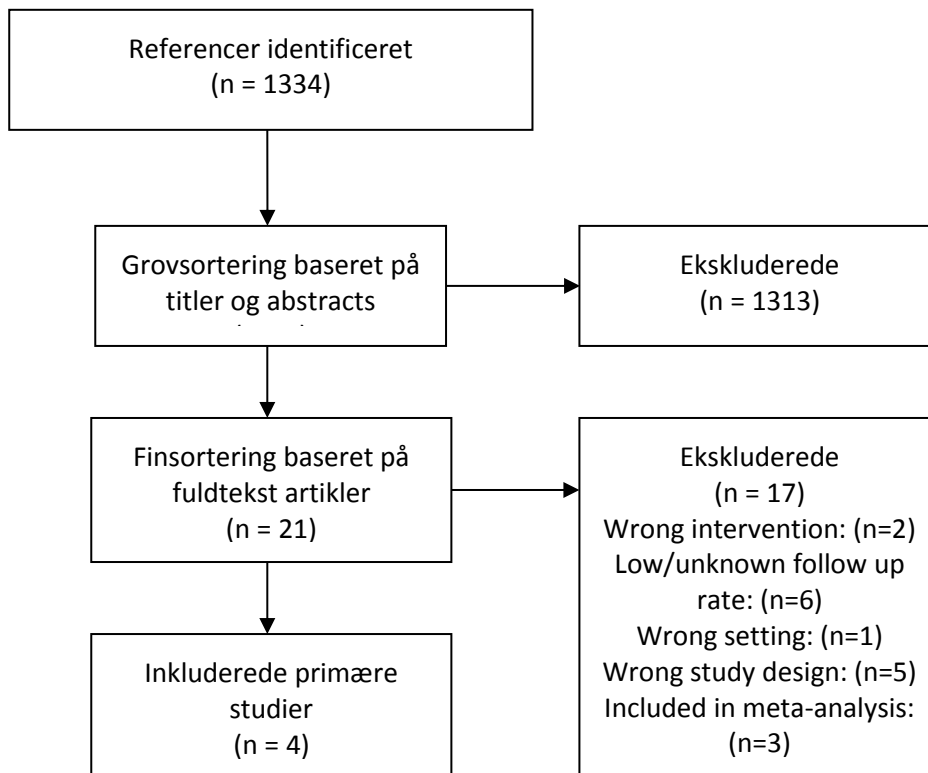 Referencer identificeret
(n = 1334)
Grovsortering baseret på
titler og abstracts
Ekskluderede
(n = 1313)
Finsortering baseret på
fuldtekst artikler
(n = 21)
Ekskluderede
(n = 17)
Wrong intervention: (n=2)
Low/unknown follow up
rate: (n=6)
Wrong setting: (n=1)
Wrong study design: (n=5)
Included in meta-analysis:
(n=3)
Inkluderede primære
studier
(n = 4)